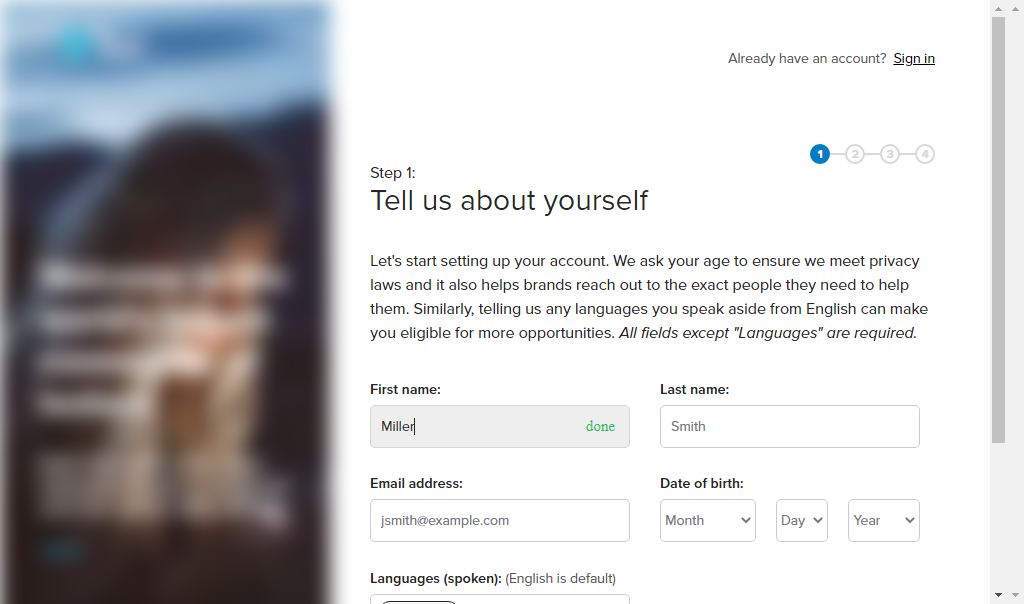 Already have an account? Sign in
1 2 3 4
Step 1:
Tell us about yourself
Let's start setting up your account. We ask your age to ensure we meet privacy
laws and it also helps brands reach out to the exact people they need to help
them. Similarly, telling us any languages you speak aside from English can make
you eligible for more opportunities. All fields except "Languages" are required.
First name: Last name:
Miller done Smith
Email address: Date of birth:
jsmith@example.com Month Day Year
Languages (spoken): (English is default)